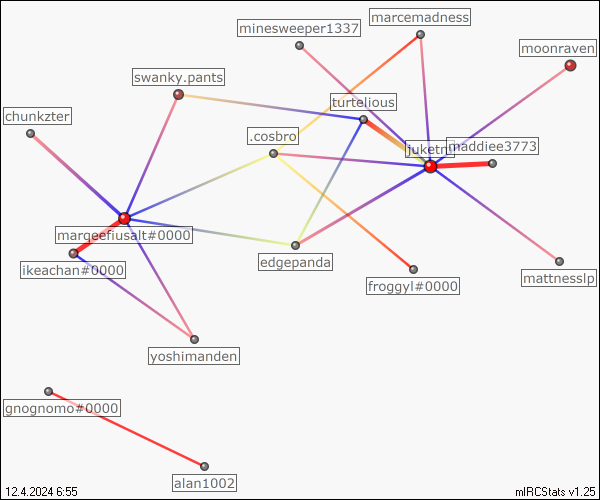 marcemadness
minesweeper1337
moonraven
swanky.pants
turtelious
chunkzter
.cosbro
juketn
maddiee3773
margeefiusalt#0000
edgepanda
ikeachan#0000
mattnesslp
froggyl#0000
yoshimanden
gnognomo#0000
alan1002
12.4.2024 6:55
mIRCStats v1.25